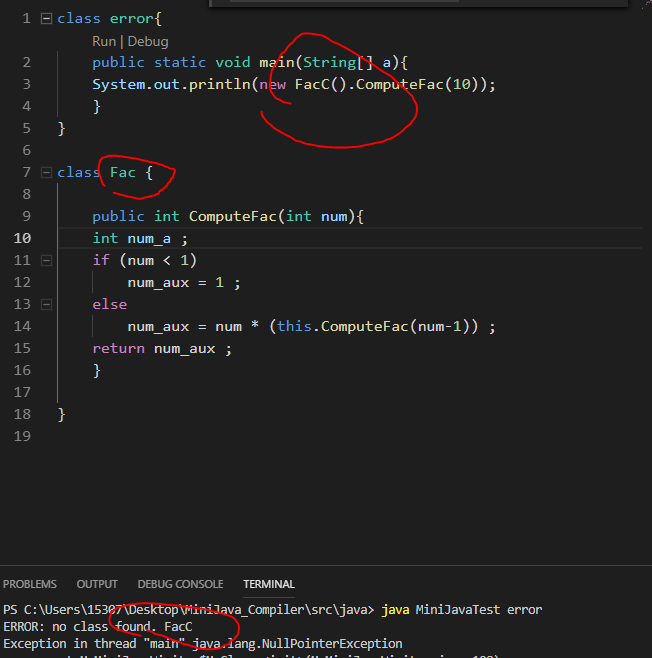 1 class error{
Run | Debug
2 public static void main(String[] a){
3 System.out.println(new FacC().ComputeFac(10));
4 }
5 }
6
7 class Fac {
8
9 public int ComputeFac(int num){
10 int num_a ;
11 if (num < 1)
12 num_aux = 1 ;
13 else
14 num_aux = num * (this.ComputeFac(num-1)) ;
15 return num_aux ;
16 }
17
18 }
19
PROBLEMS OUTPUT DEBUG CONSOLE TERMINAL
PS C:\Users\15307\Desktop\MiniJava_Compiler\src\java> java MiniJavaTest error
ERROR: no class found. FacC
Exception in thread "main" java.lang.NullPointerException